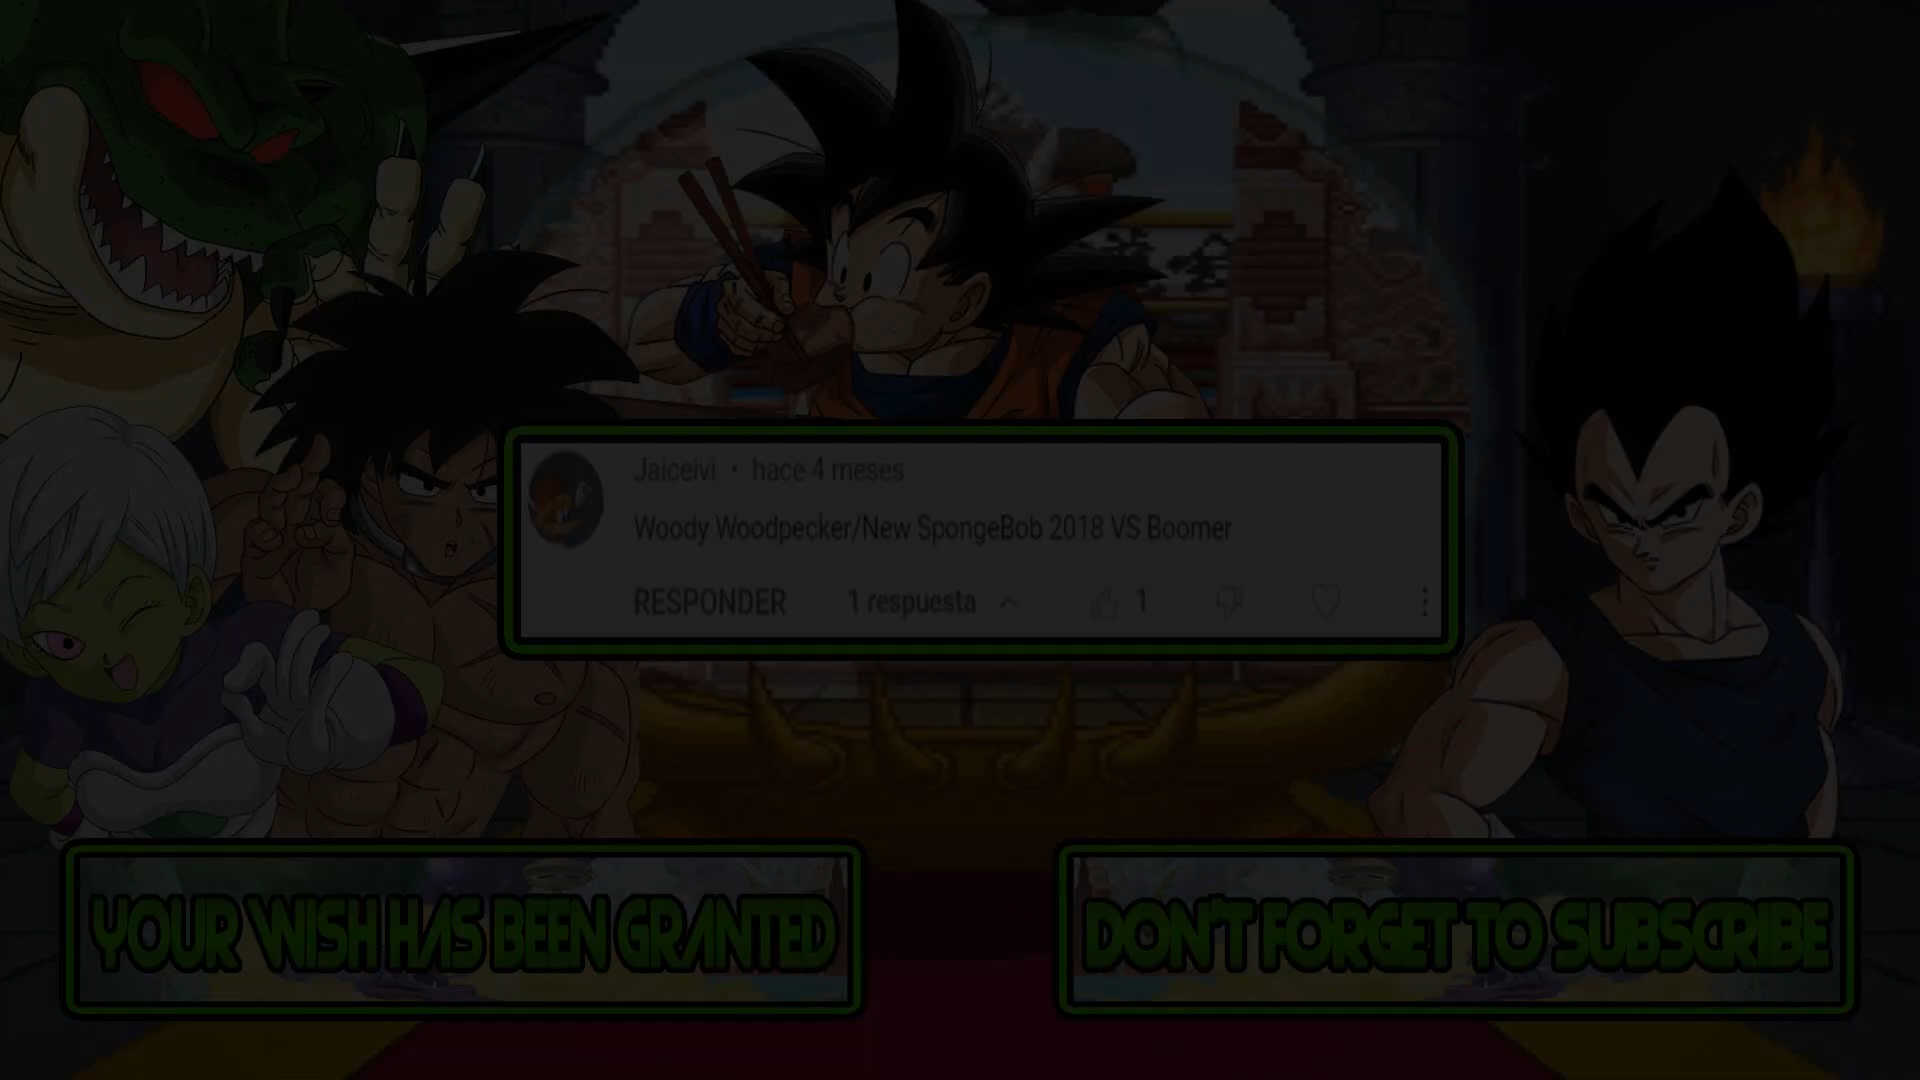 Jaiceivi • hace 4 meses
Woody Woodpecker/New SpongeBob 2018 VS Boomer
RESPONDER 1 respuesta 1
YOUR WISH HAS BEEN GRANTED
DON'T FORGET TO SUBSCRIBE